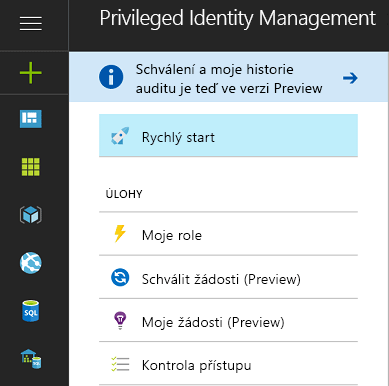 Privileged Identity Management
Schválení a moje historie
auditu je teď ve verzi Preview
Rychlý start
ÚLOHY
Moje role
Schválit žádosti (Preview)
Moje žádosti (Preview)
Kontrola přístupu
SQL